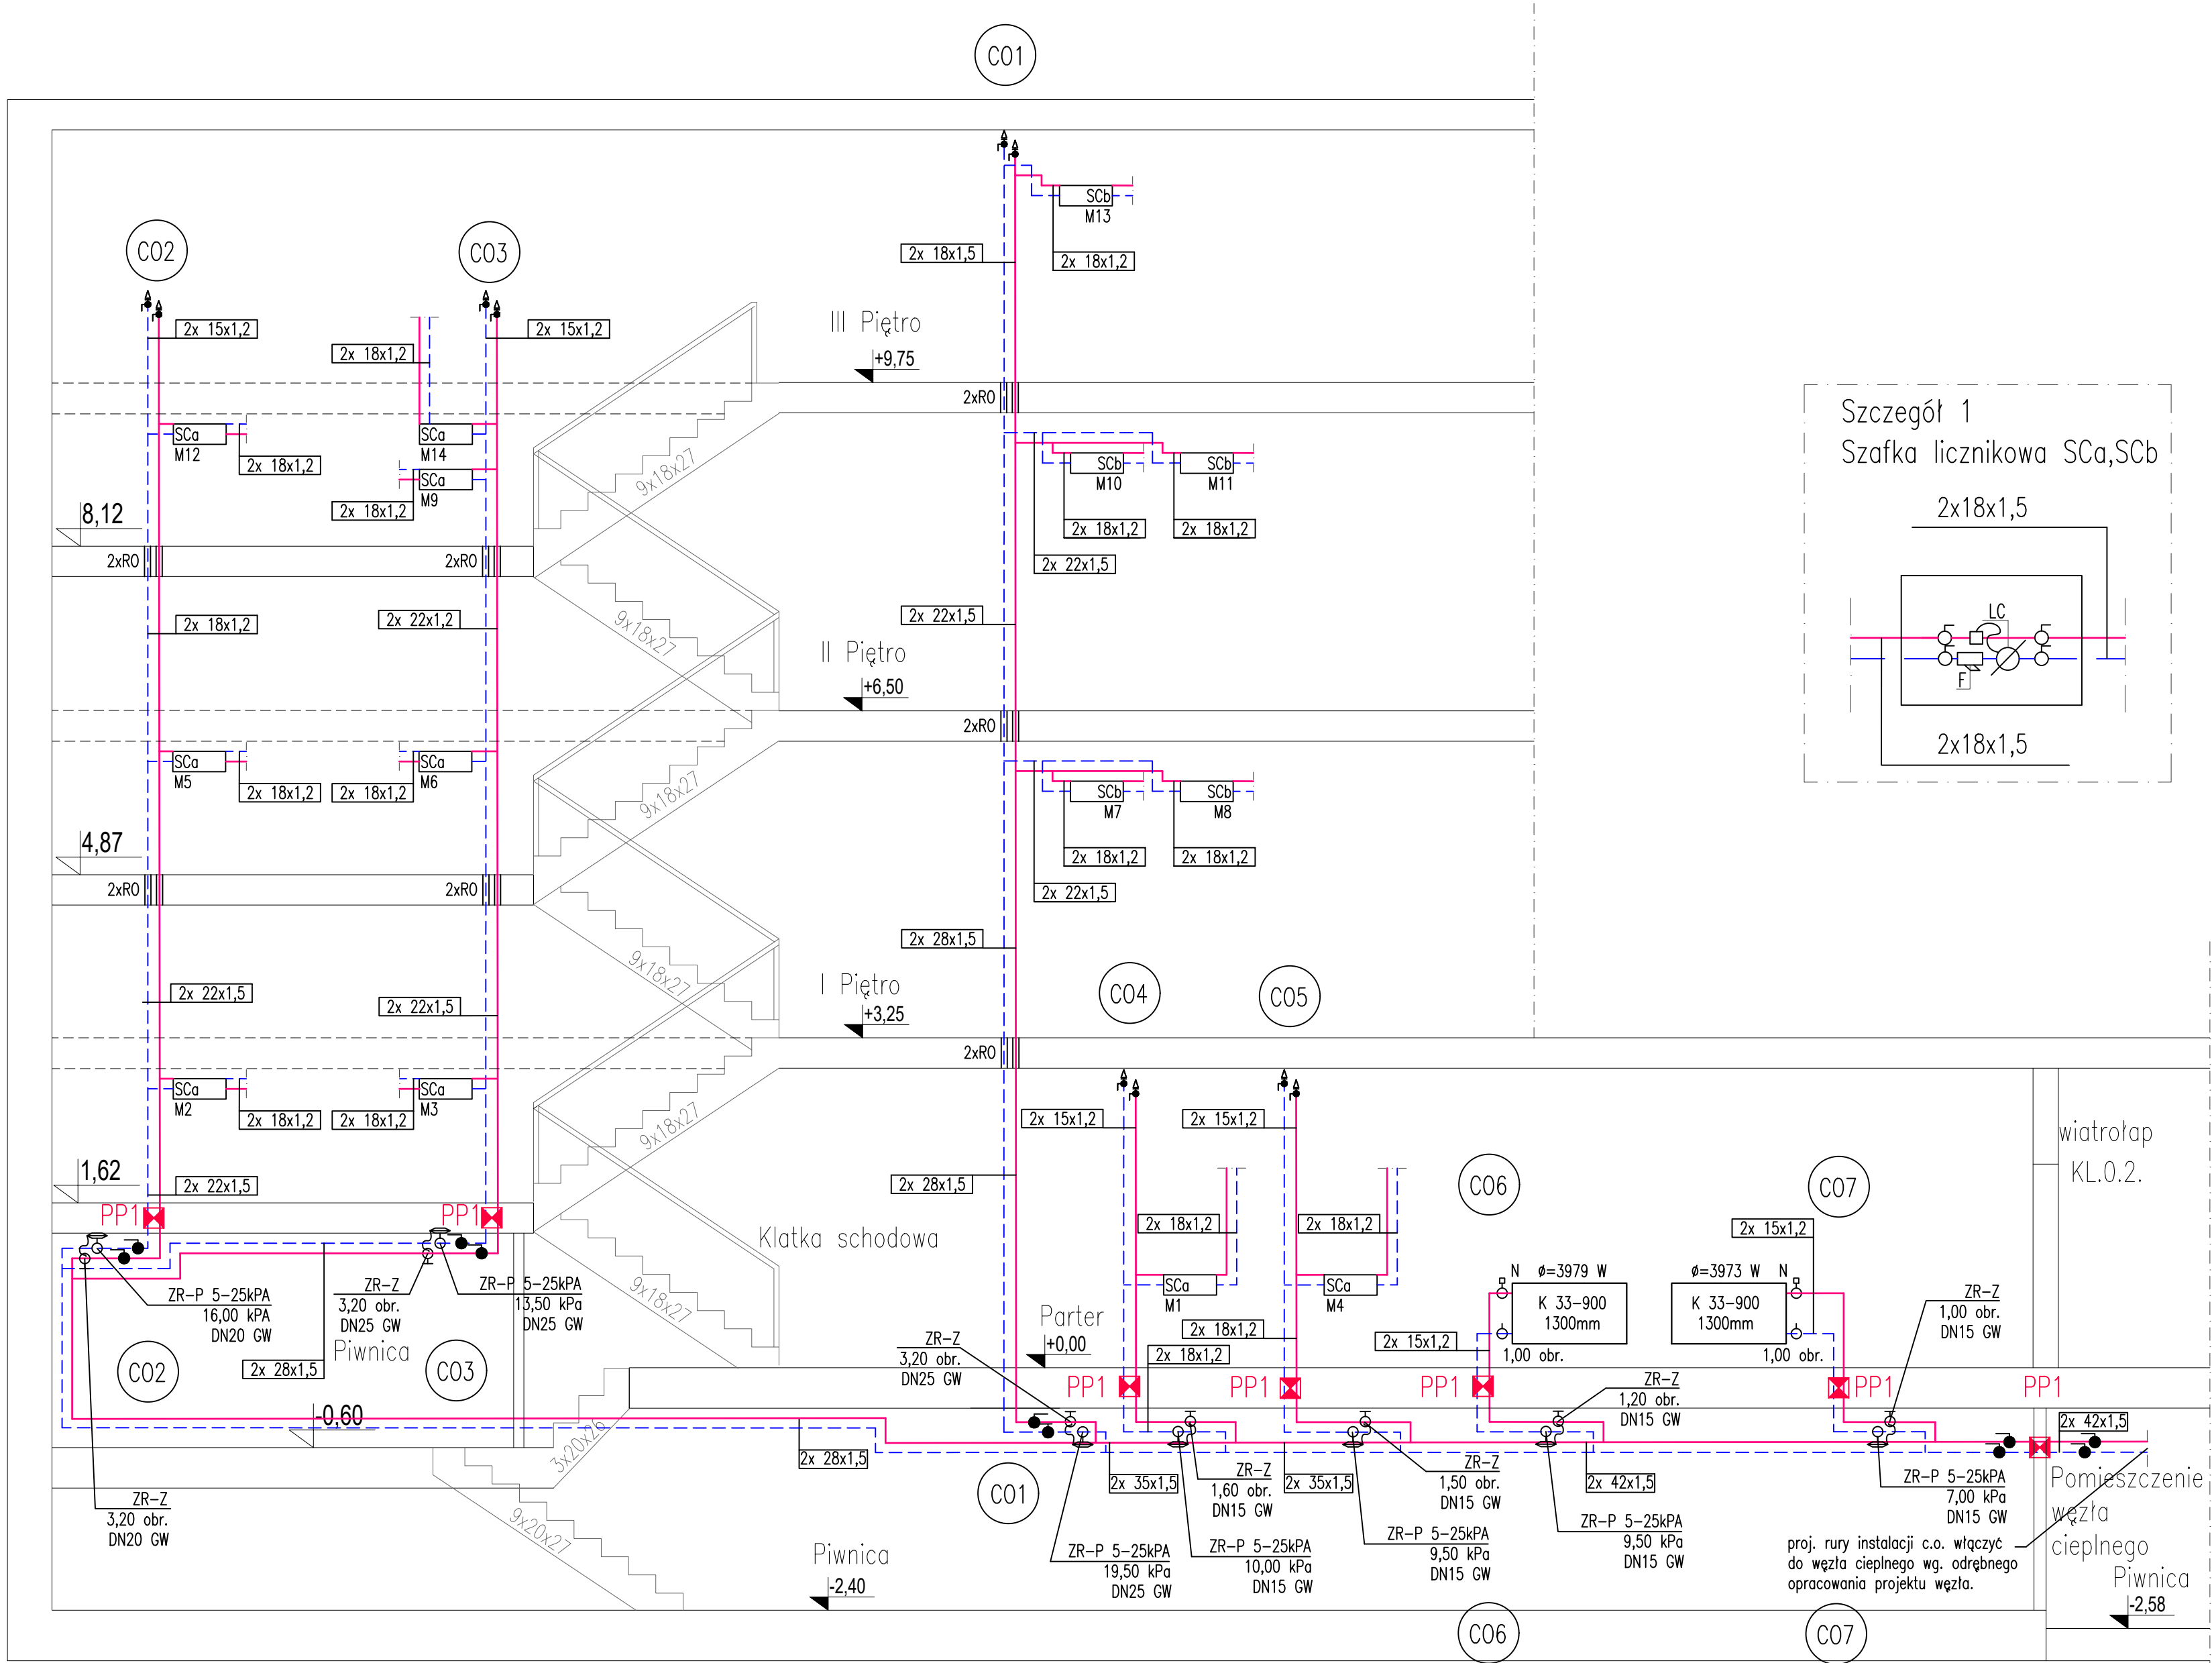 CO1
SCb
M13
2x 18x1,5
2x 18x1,2
CO2
CO3
2x 15x1,2
2x 18x1,2
2x 15x1,2
III Piętro
+9,75
2xRO
SCa
M12
2x 18x1,2
SCa
M14
SCa
M9
2x 18x1,2
9x18x27
SCb
M10
SCb
M11
2x 18x1,2
2x 18x1,2
2x 22x1,5
8,12
2xRO
2xRO
2x 18x1,2
2x 22x1,2
9x18x27
2x 22x1,5
II Piętro
+6,50
2xRO
SCa
M5
2x 18x1,2
SCa
M6
2x 18x1,2
9x18x27
SCb
M7
SCb
M8
2x 18x1,2
2x 18x1,2
2x 22x1,5
4,87
2xRO
2xRO
2x 22x1,5
2x 22x1,5
9x18x27
2x 28x1,5
I Piętro
+3,25
2xRO
CO4
CO5
SCa
M2
2x 18x1,2
SCa
M3
2x 18x1,2
9x18x27
2x 15x1,2
2x 15x1,2
1,62
2x 22x1,5
PP1
PP1
2x 28x1,5
Klatka schodowa
9x18x27
2x 18x1,2
2x 18x1,2
SCa
M1
SCa
M4
CO6
CO7
2x 15x1,2
wiatrołap
KL.0.2.
N ø=3979 W
K 33-900
1300mm
1,00 obr.
ø=3973 W N
K 33-900
1300mm
1,00 obr.
ZR-Z
1,00 obr.
DN15 GW
ZR-P 5-25kPA
16,00 kPA
DN20 GW
ZR-Z
3,20 obr.
DN25 GW
ZR-P 5-25kPA
13,50 kPa
DN25 GW
Piwnica
CO2
2x 28x1,5
CO3
Parter
+0,00
2x 18x1,2
2x 18x1,2
2x 15x1,2
ZR-Z
3,20 obr.
DN25 GW
PP1
PP1
PP1
PP1
PP1
ZR-Z
1,20 obr.
DN15 GW
-0,60
3x20x26
2x 28x1,5
2x 42x1,5
ZR-Z
3,20 obr.
DN20 GW
9x20x27
CO1
2x 35x1,5
ZR-Z
1,60 obr.
DN15 GW
2x 35x1,5
ZR-Z
1,50 obr.
DN15 GW
2x 42x1,5
ZR-P 5-25kPA
7,00 kPa
DN15 GW
Pomieszczenie
węzła
cieplnego
ZR-P 5-25kPA
19,50 kPa
DN25 GW
ZR-P 5-25kPA
10,00 kPa
DN15 GW
ZR-P 5-25kPA
9,50 kPa
DN15 GW
ZR-P 5-25kPA
9,50 kPa
DN15 GW
proj. rury instalacji c.o. włączyć
do węzła cieplnego wg. odrębnego
opracowania projektu węzła.
Piwnica
-2,40
Piwnica
-2,58
CO6
CO7
Szczegół 1
Szafka licznikowa SCa,SCb
2x18x1,5
LC
F
2x18x1,5